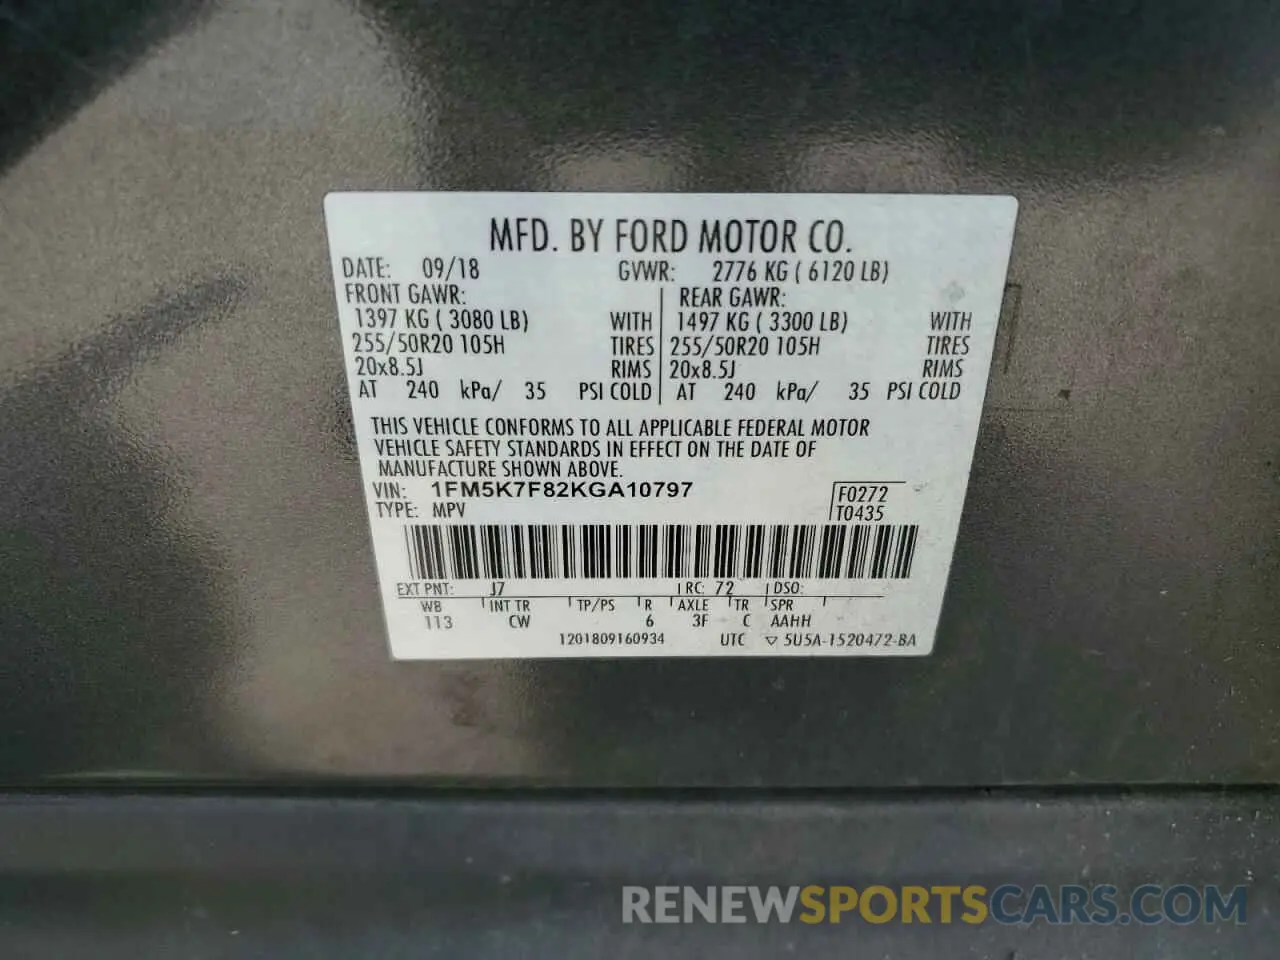 MFD. BY FORD MOTOR CO.
DATE: 09/18 GVWR: 2776 KG ( 6120 LB)
FRONT GAWR: REAR GAWR:
1397 KG ( 3080 LB) WITH 1497 KG ( 3300 LB) WITH
255/50R20 105H TIRES 255/50R20 105H TIRES
20x8.5J RIMS 20x8.5J RIMS
AT 240 kPa/ 35 PSI COLD AT 240 kPa/ 35 PSI COLD
THIS VEHICLE CONFORMS TO ALL APPLICABLE FEDERAL MOTOR
VEHICLE SAFETY STANDARDS IN EFFECT ON THE DATE OF
MANUFACTURE SHOWN ABOVE.
VIN: 1FM5K7F82KGA10797 F0272
TYPE: MPV T0435
EXT PNT: J7 RC: 72 DSO:
WB INT TR TP/PS R AXLE TR SPR
113 CW 6 3F C AAHH
1201809160934 UTC ▽ 5U5A-1520472-BA
RENEWSPORTSCARS.COM